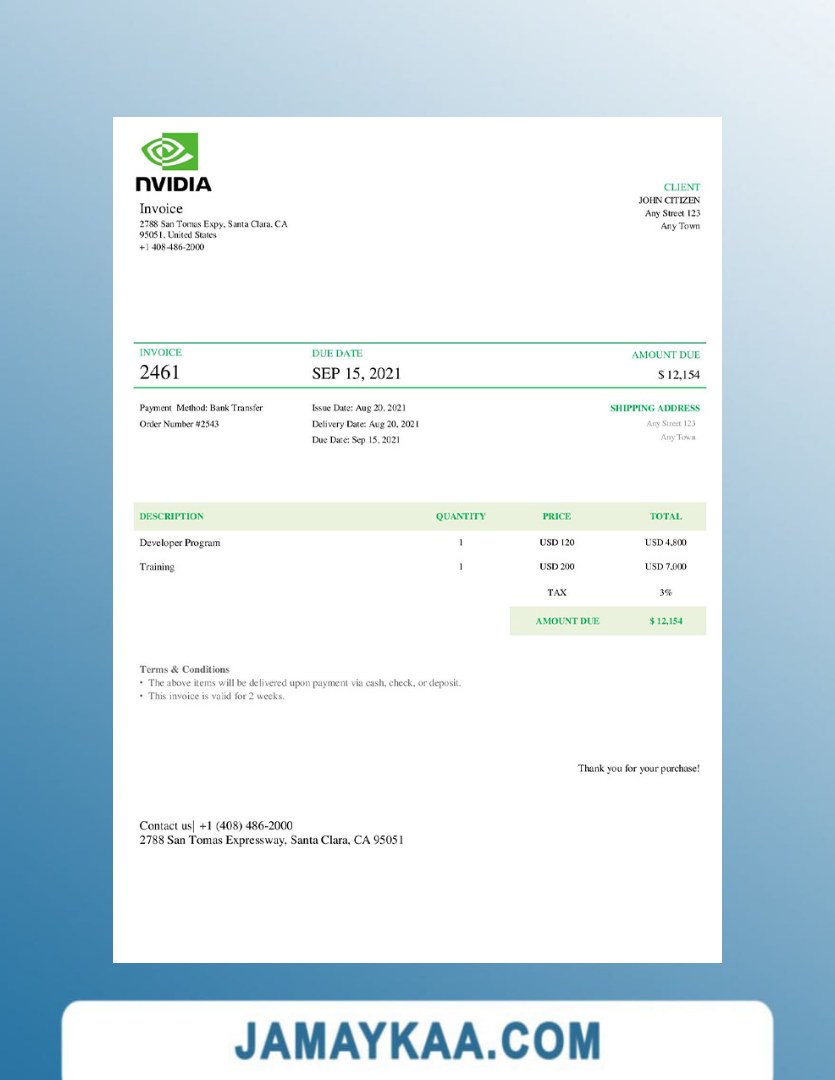 NVIDIA
Invoice
2788 San Tomas Expy, Santa Clara, CA
95051, United States
+1 408-486-2000
CLIENT
JOHN CITIZEN
Any Street 123
Any Town
INVOICE DUE DATE AMOUNT DUE
2461 SEP 15, 2021 $ 12,154
Payment Method: Bank Transfer Issue Date: Aug 20, 2021 SHIPPING ADDRESS
Order Number #2543 Delivery Date: Aug 20, 2021 Any Street 123
Due Date: Sep 15, 2021 Any Town
DESCRIPTION QUANTITY PRICE TOTAL
Developer Program 1 USD 120 USD 4,800
Training 1 USD 200 USD 7,000
TAX 3%
AMOUNT DUE $ 12,154
Terms & Conditions
• The above items will be delivered upon payment via cash, check, or deposit.
• This invoice is valid for 2 weeks.
Thank you for your purchase!
Contact us| +1 (408) 486-2000
2788 San Tomas Expressway, Santa Clara, CA 95051
JAMAYKAA.COM